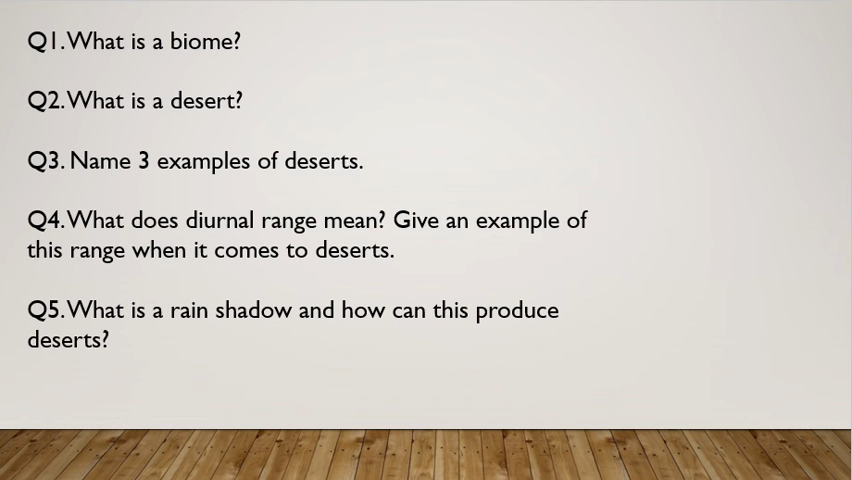 Q1. What is a biome?
Q2. What is a desert?
Q3. Name 3 examples of deserts.
Q4. What does diurnal range mean? Give an example of
this range when it comes to deserts.
Q5. What is a rain shadow and how can this produce
deserts?